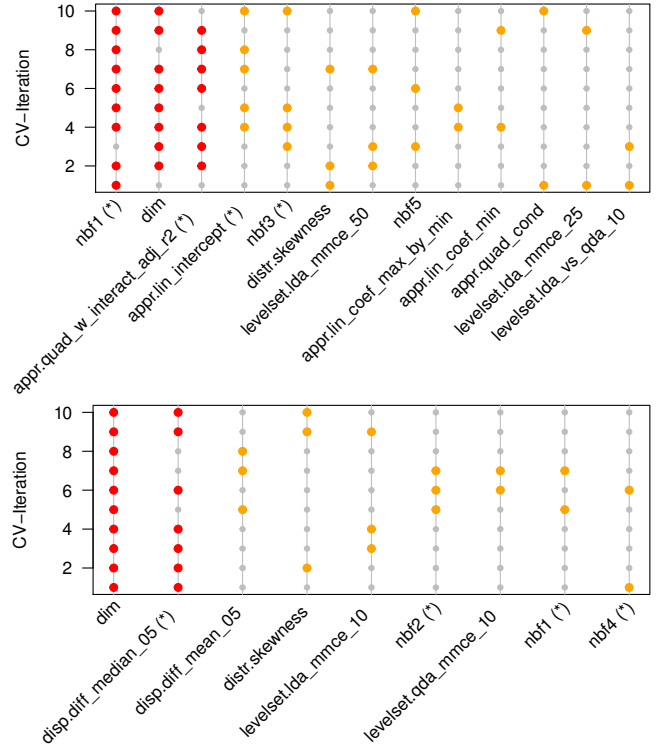 CV−Iteration
10
8
6
4
2
nbf1 (*)
dim
appr.quad_w_interact_adj_r2 (*)
appr.lin_intercept (*)
nbf3 (*)
distr.skewness
levelset.lda_mmce_50
nbf5
appr.lin_coef_max_by_min
appr.lin_coef_min
appr.quad_cond
levelset.lda_mmce_25
levelset.lda_vs_qda_10
CV−Iteration
10
8
6
4
2
dim
disp.diff_median_05 (*)
disp.diff_mean_05
distr.skewness
levelset.lda_mmce_10
nbf2 (*)
levelset.qda_mmce_10
nbf1 (*)
nbf4 (*)